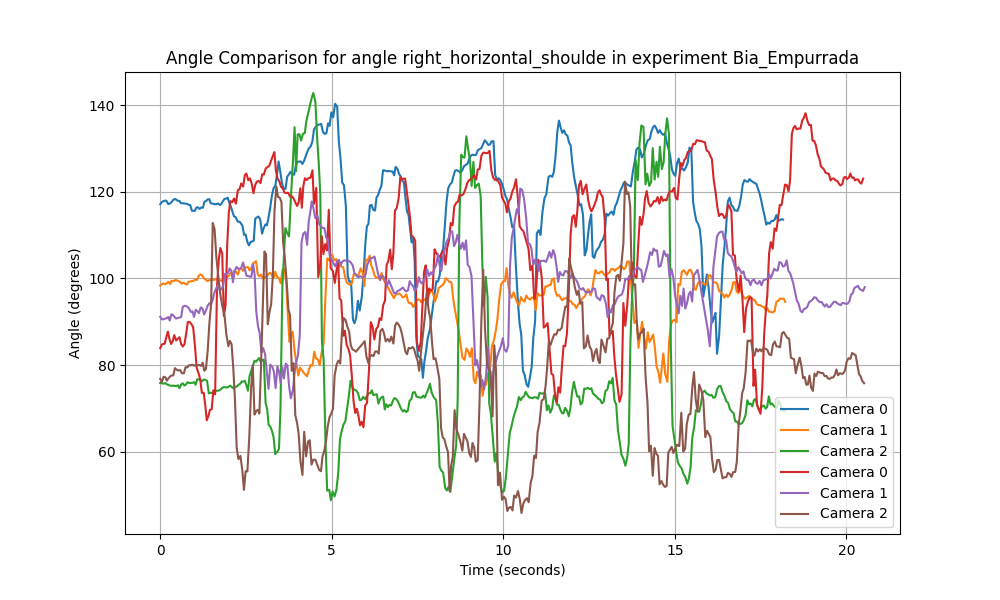 Angle Comparison for angle right_horizontal_shoulde in experiment Bia_Empurrada
Angle (degrees)
140
120
100
80
60
0
5
10
15
20
Time (seconds)
Camera 0
Camera 1
Camera 2
Camera 0
Camera 1
Camera 2